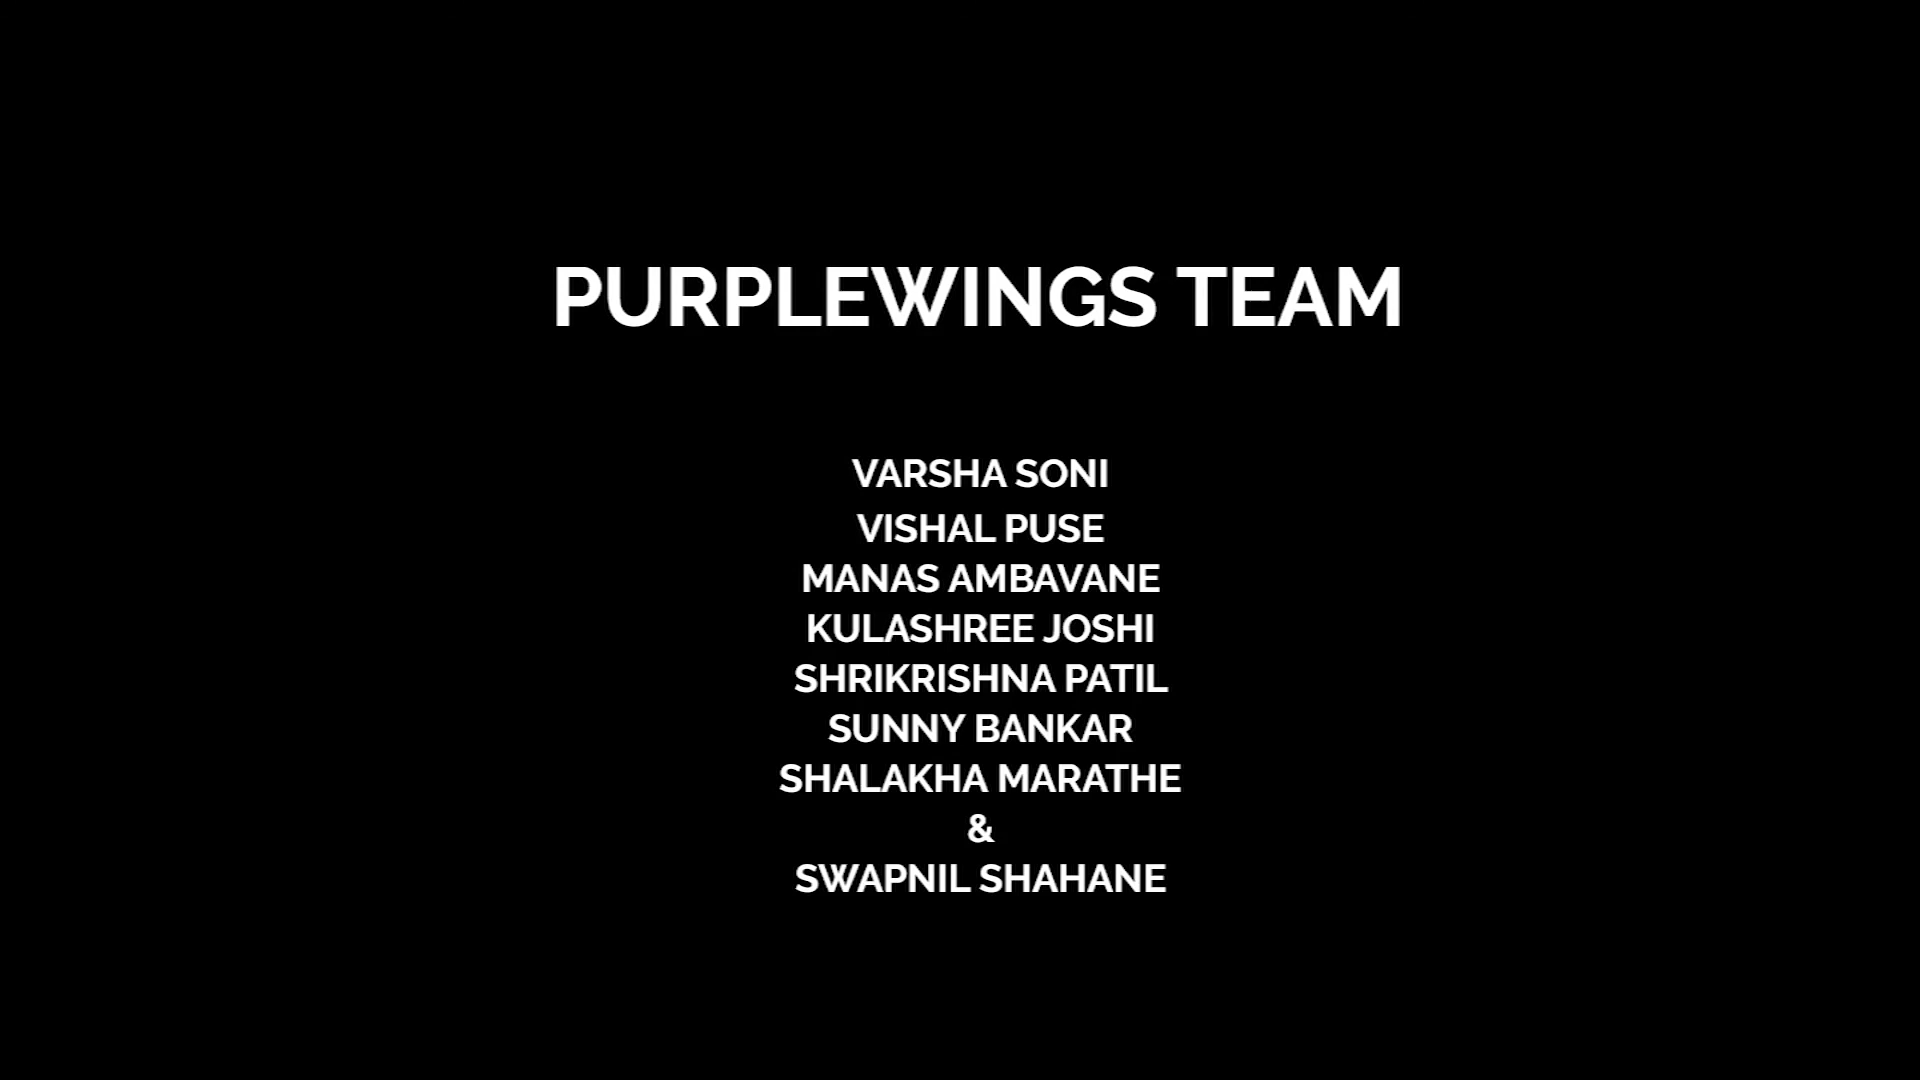 PURPLEWINGS TEAM
VARSHA SONI
VISHAL PUSE
MANAS AMBAVANE
KULASHREE JOSHI
SHRIKRISHNA PATIL
SUNNY BANKAR
SHALAKHA MARATHE
&
SWAPNIL SHAHANE